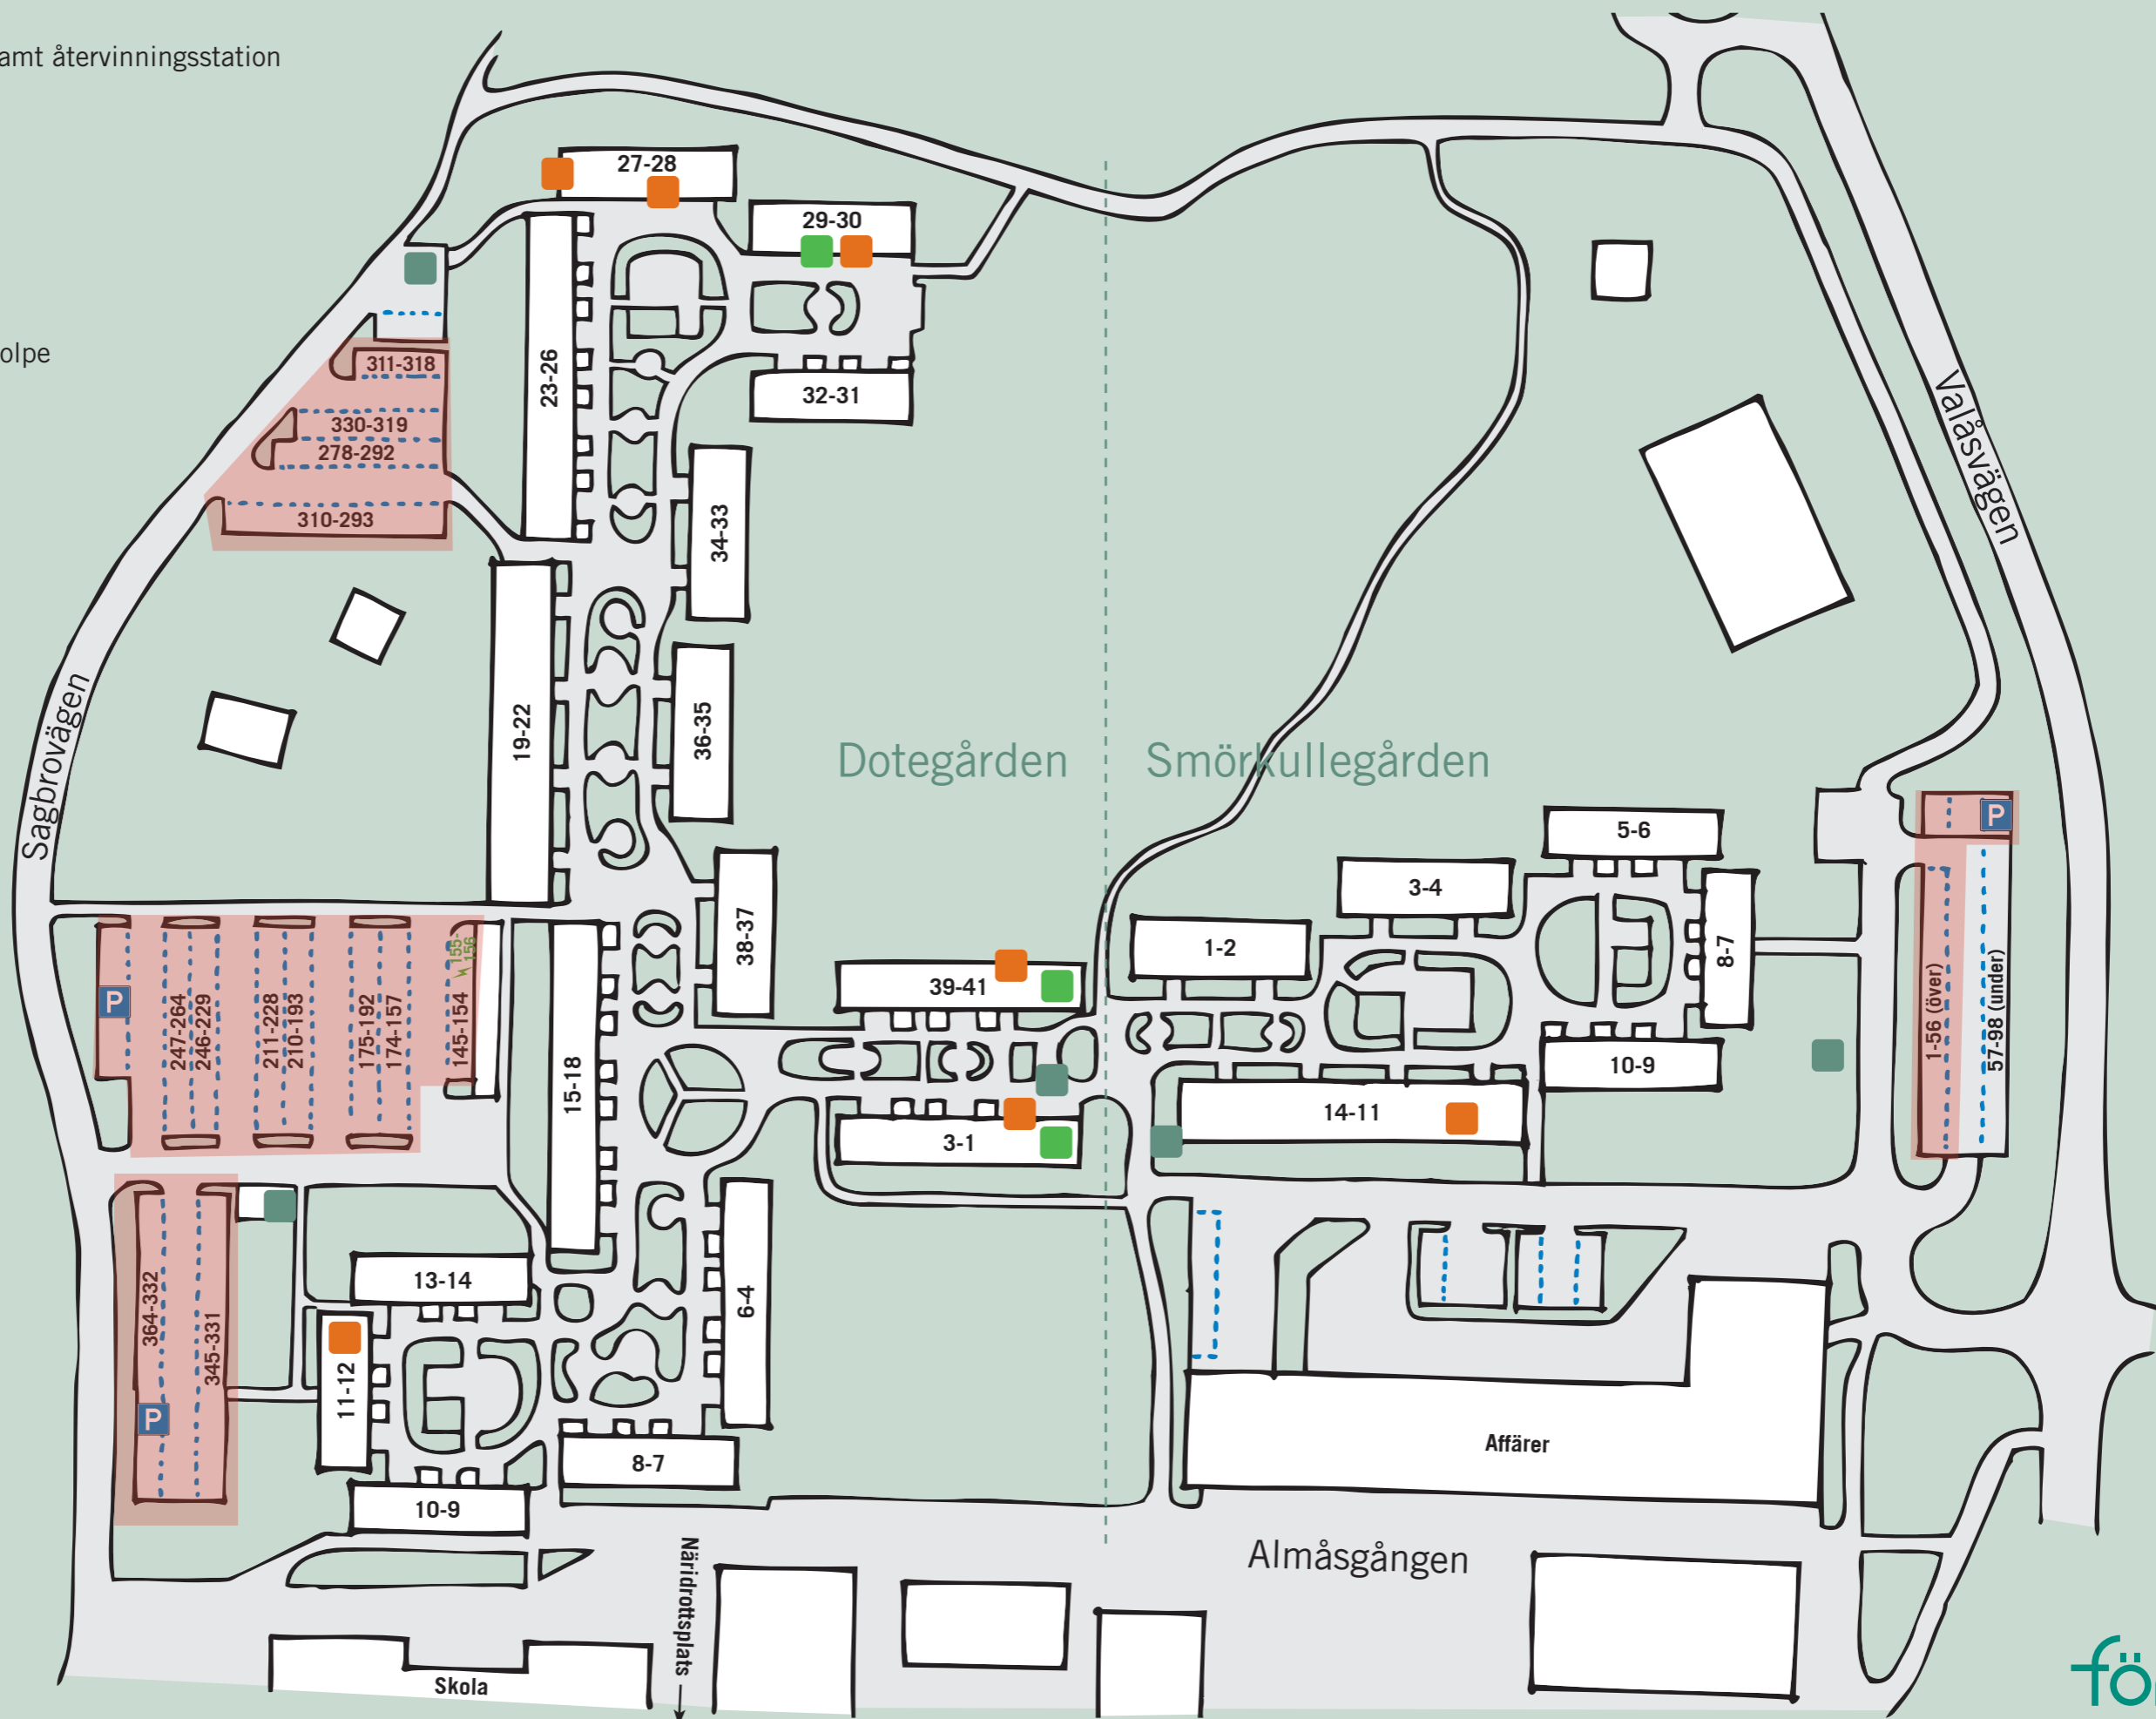 amt återvinningsstation
olpe
27-28
29-30
23-26
32-31
311-318
330-319
278-292
310-293
34-33
19-22
36-35
Sagbrovägen
Valåsvägen
Dotegården
Smörkullegården
5-6
3-4
1-2
8-7
10-9
14-11
P
1-56 (över)
57-98 (under)
38-37
39-41
3-1
P
247-264
246-229
211-228
210-193
175-192
174-157
155-
156
145-154
15-18
364-332
345-331
P
13-14
11-12
6-4
8-7
10-9
Affärer
Almåsgången
Näridrottsplats
Skola
fö